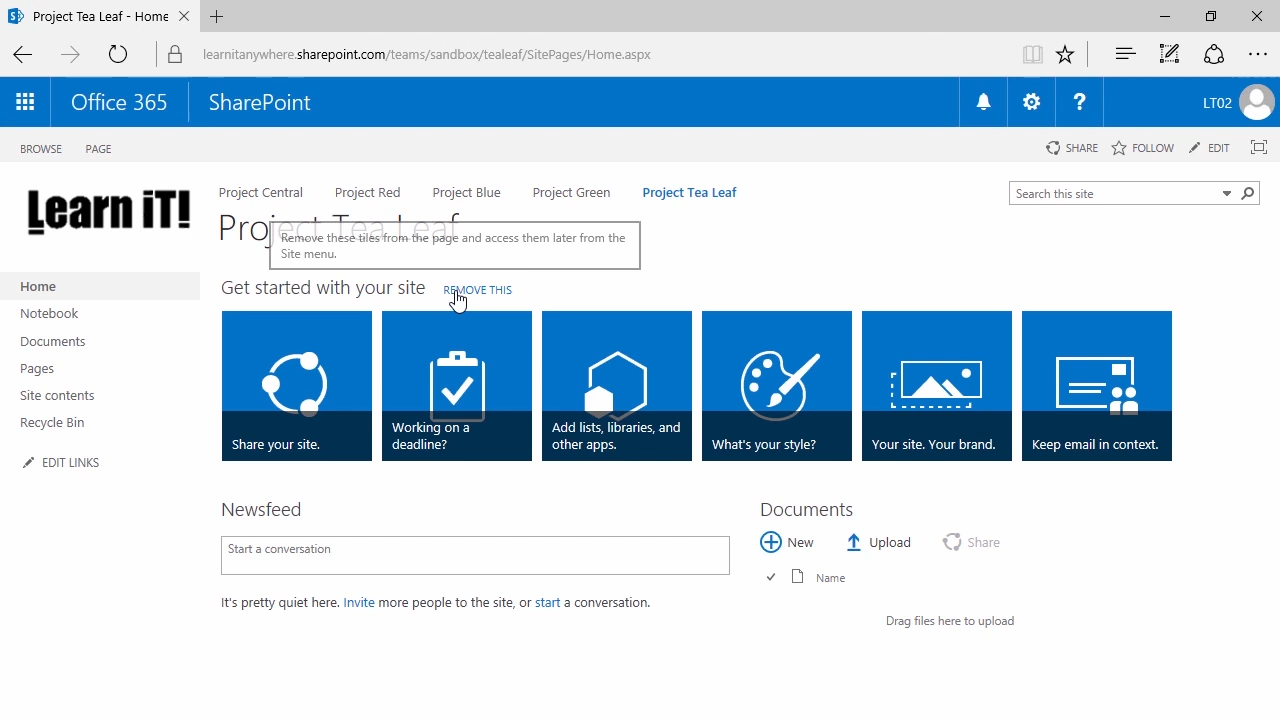 Project Tea Leaf - Home
learnitanywhere.sharepoint.com/teams/sandbox/tealeaf/SitePages/Home.aspx
Office 365
SharePoint
?
LT02
BROWSE
PAGE
SHARE
FOLLOW
EDIT
Learn iT!
Project Central
Project Red
Project Blue
Project Green
Project Tea Leaf
Search this site
Project Tea Leaf
Remove these tiles from the page and access them later from the
Site menu.
Get started with your site
REMOVE THIS
Home
Notebook
Documents
Pages
Site contents
Recycle Bin
EDIT LINKS
Share your site.
Working on a
deadline?
Add lists, libraries, and
other apps.
What's your style?
Your site. Your brand.
Keep email in context.
Newsfeed
Start a conversation
It's pretty quiet here. Invite more people to the site, or start a conversation.
Documents
New
Upload
Share
Name
Drag files here to upload